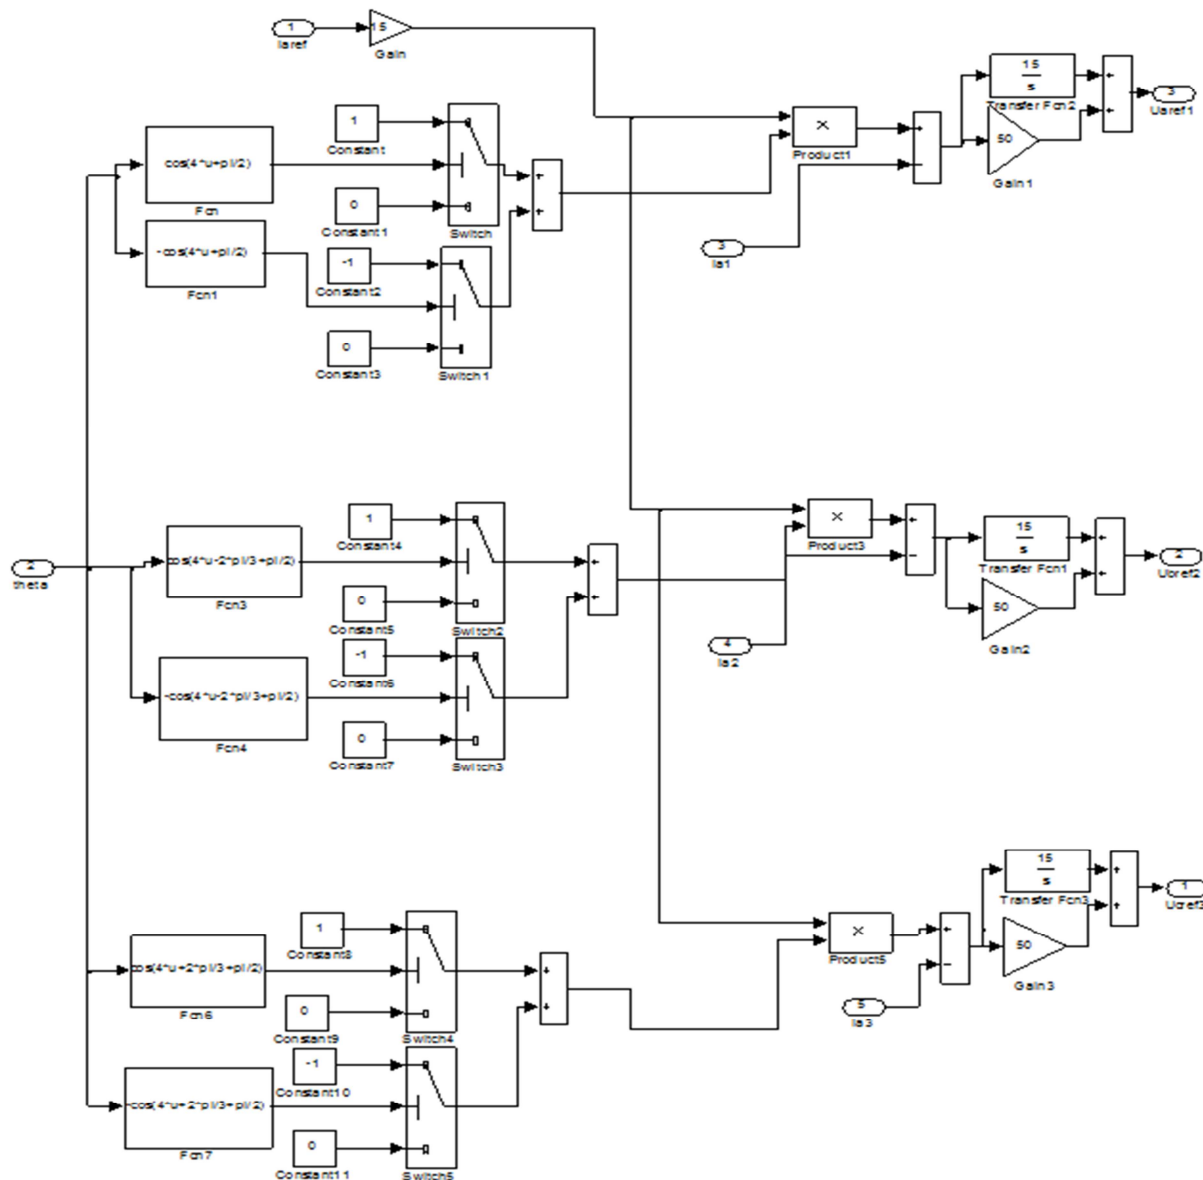 1
Iaref
15
Gain
15
s
Transfer Fcn2
3
Uaref1
1
Constant
×
Product1
50
Gain1
cos(4*u+pi/2)
Fcn
0
Constant1
Switch
-cos(4*u+pi/2)
Fcn1
-1
Constant2
3
Ia1
0
Constant3
Switch1
1
Constant4
×
Product3
15
s
Transfer Fcn1
2
Ubref2
2
theta
cos(4*u-2*pi/3+pi/2)
Fcn3
0
Constant5
Switch2
50
Gain2
4
Ia2
-1
Constant6
-cos(4*u-2*pi/3+pi/2)
Fcn4
0
Constant7
Switch3
15
s
Transfer Fcn3
1
Ucref3
1
Constant8
×
Product5
50
Gain3
cos(4*u+2*pi/3+pi/2)
Fcn6
0
Constant9
Switch4
5
Ia3
-1
Constant10
-cos(4*u+2*pi/3+pi/2)
Fcn7
0
Constant11
Switch5